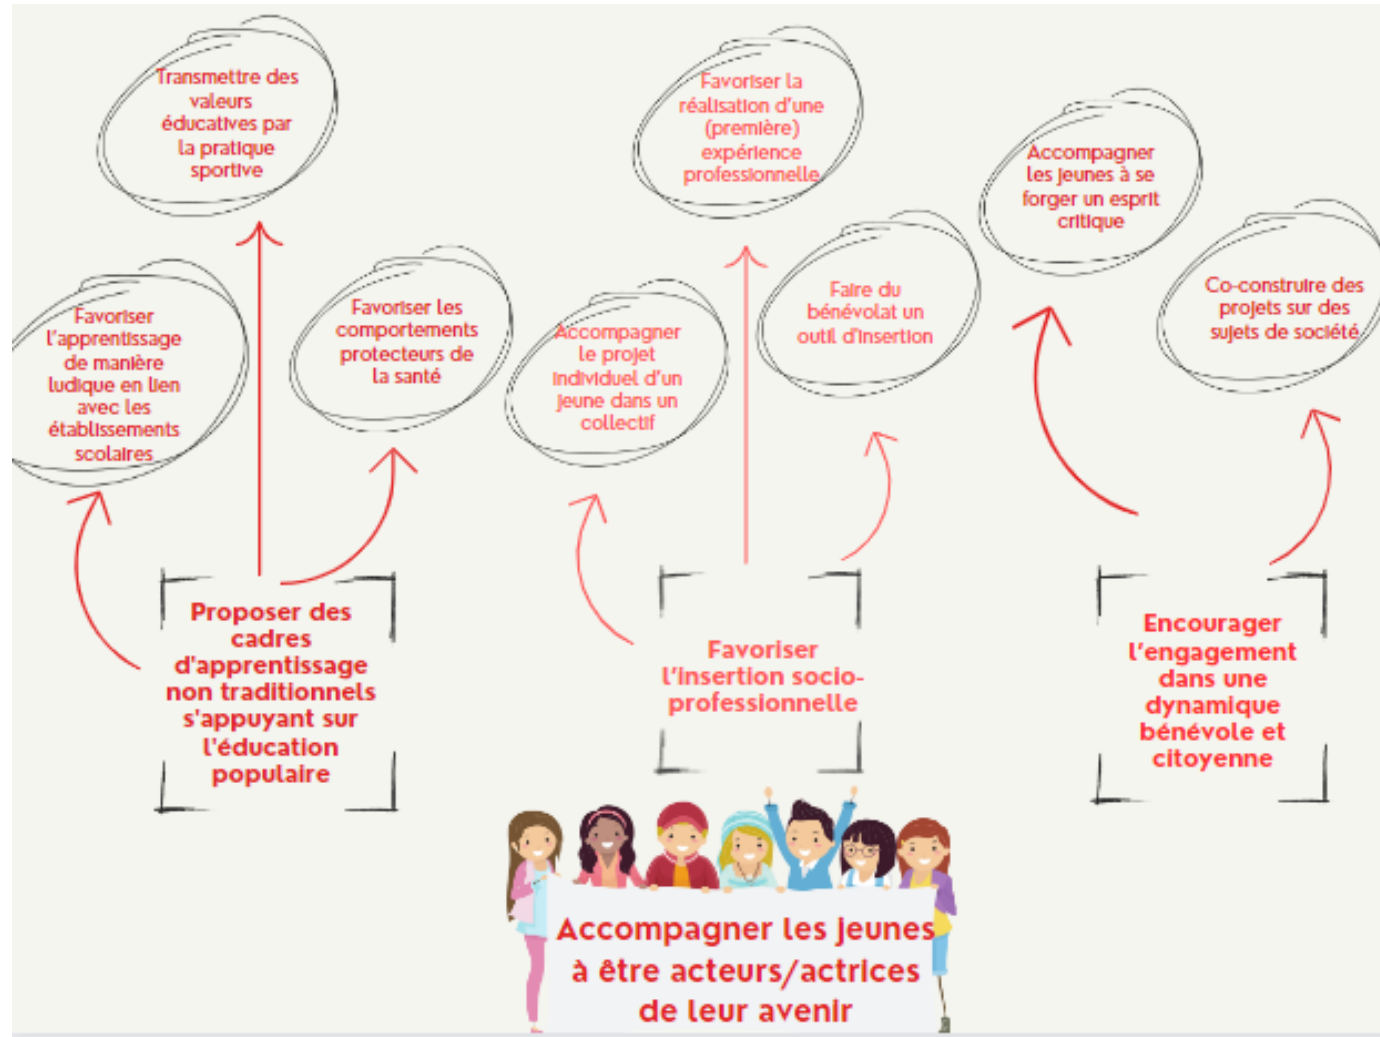 Transmettre des
valeurs
éducatives par
la pratique
sportive
Favoriser
l'apprentissage
de manière
ludique en lien
avec les
établissements
scolaires
Favoriser les
comportements
protecteurs de
la santé
Favoriser la
réalisation d'une
(première)
expérience
professionnelle
Accompagner
le projet
individuel d'un
jeune dans un
collectif
Faire du
bénévolat un
outil d'insertion
Accompagner
les jeunes à se
forger un esprit
critique
Co-construire des
projets sur des
sujets de société
Proposer des
cadres
d'apprentissage
non traditionnels
s'appuyant sur
l'éducation
populaire
Favoriser
l'insertion socio-
professionnelle
Encourager
l'engagement
dans une
dynamique
bénévole et
citoyenne
Accompagner les jeunes
à être acteurs/actrices
de leur avenir